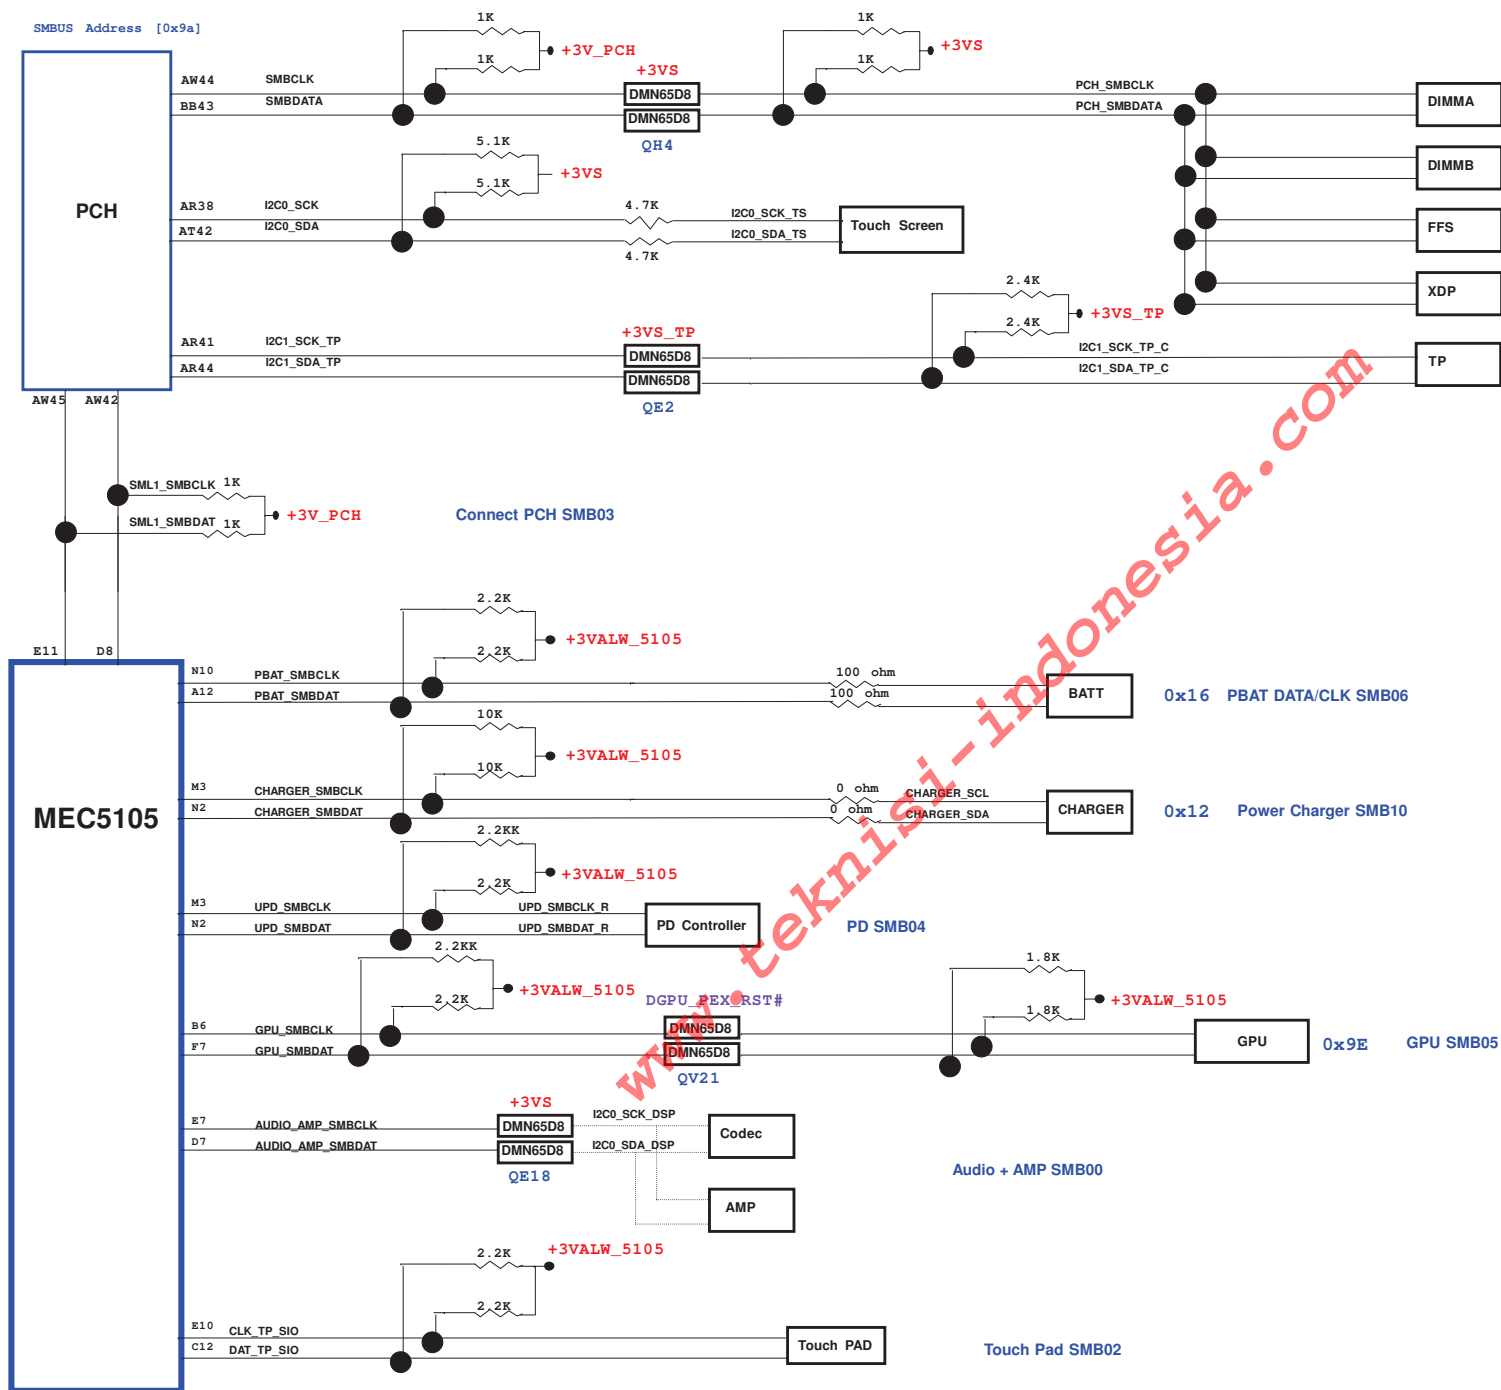 SMBUS Address [0x9a]
1K
1K
+3V_PCH
1K
1K
+3VS
PCH
AW44 SMBCLK
BB43 SMBDATA
+3VS
DMN65D8
DMN65D8
QH4
PCH_SMBCLK
PCH_SMBDATA
DIMMA
DIMMB
FFS
XDP
5.1K
5.1K
+3VS
AR38 I2C0_SCK
AT42 I2C0_SDA
4.7K
4.7K
I2C0_SCK_TS
I2C0_SDA_TS
Touch Screen
2.4K
2.4K
+3VS_TP
AR41 I2C1_SCK_TP
AR44 I2C1_SDA_TP
+3VS_TP
DMN65D8
DMN65D8
QE2
I2C1_SCK_TP_C
I2C1_SDA_TP_C
TP
AW45 AW42
SML1_SMBCLK 1K
SML1_SMBDAT 1K
+3V_PCH
Connect PCH SMB03
E11 D8
MEC5105
2.2K
2.2K
+3VALW_5105
N10 PBAT_SMBCLK
A12 PBAT_SMBDAT
100 ohm
100 ohm
BATT
0x16 PBAT DATA/CLK SMB06
10K
10K
+3VALW_5105
M3 CHARGER_SMBCLK
N2 CHARGER_SMBDAT
0 ohm
0 ohm
CHARGER_SCL
CHARGER_SDA
CHARGER
0x12 Power Charger SMB10
2.2KK
2.2K
+3VALW_5105
M3 UPD_SMBCLK
N2 UPD_SMBDAT
UPD_SMBCLK_R
UPD_SMBDAT_R
PD Controller
PD SMB04
2.2KK
2.2K
+3VALW_5105
B6 GPU_SMBCLK
F7 GPU_SMBDAT
DGPU_PEX_RST#
DMN65D8
DMN65D8
QV21
1.8K
1.8K
+3VALW_5105
GPU
0x9E GPU SMB05
E7 AUDIO_AMP_SMBCLK
D7 AUDIO_AMP_SMBDAT
+3VS
DMN65D8
DMN65D8
QE18
I2C0_SCK_DSP
I2C0_SDA_DSP
Codec
AMP
Audio + AMP SMB00
2.2K
2.2K
+3VALW_5105
E10 CLK_TP_SIO
C12 DAT_TP_SIO
Touch PAD
Touch Pad SMB02
www.teknisi-indonesia.com